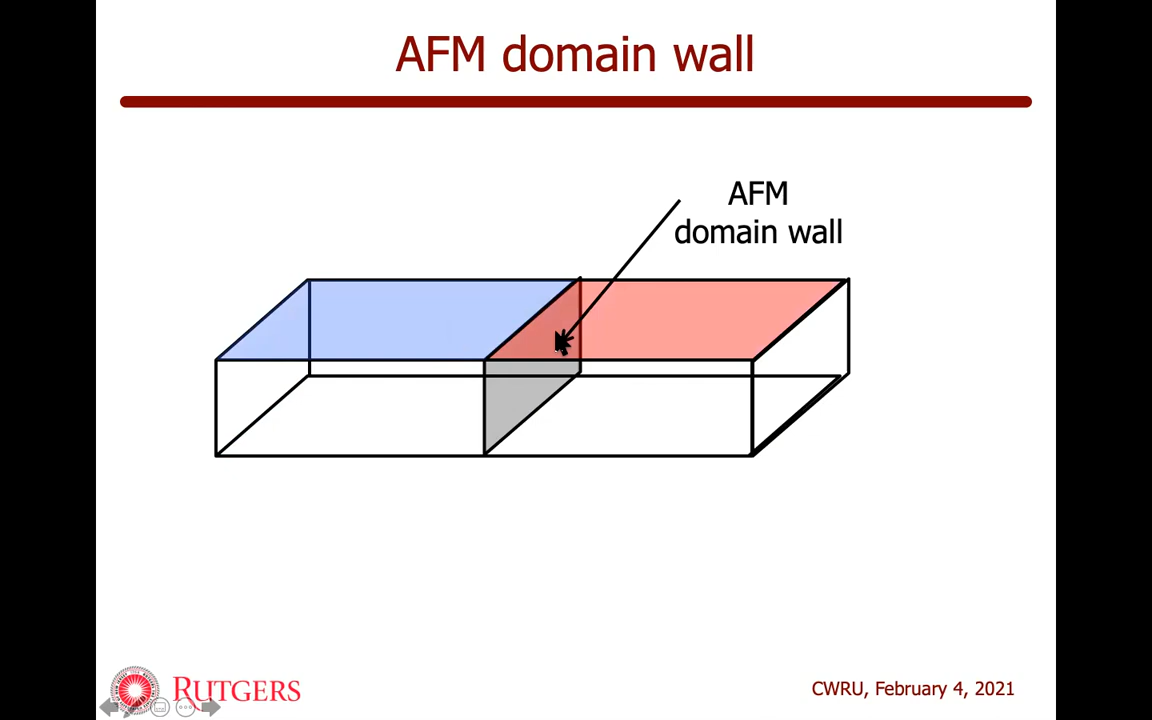 AFM domain wall
AFM
domain wall
RUTGERS
CWRU, February 4, 2021